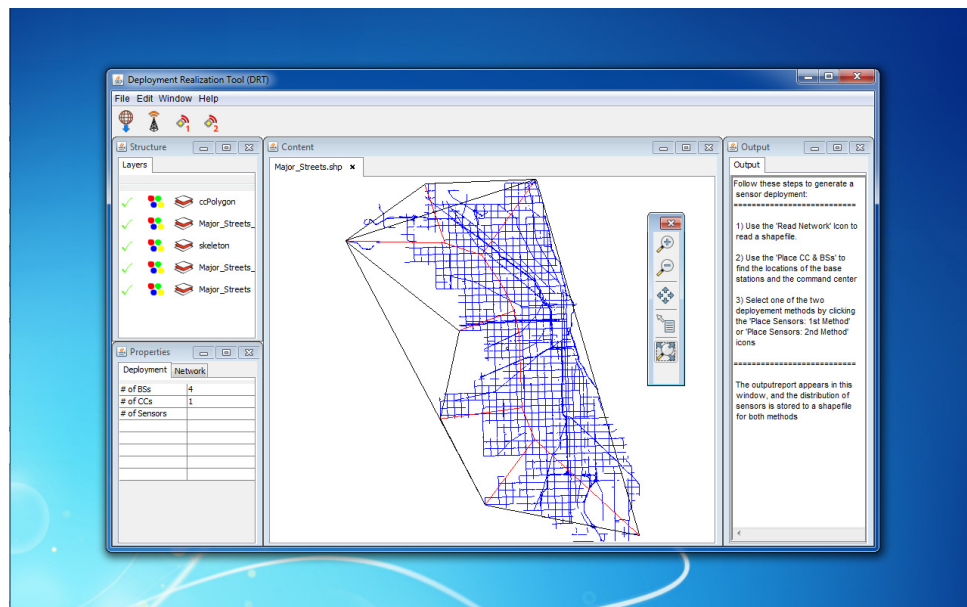 Deployment Realization Tool (DRT)
File Edit Window Help
1
2
Structure
Layers
ccPolygon
Major_Streets_
skeleton
Major_Streets_
Major_Streets
Properties
Deployment Network
# of BSs 4
# of CCs 1
# of Sensors
Content
Major_Streets.shp
Output
Output
Follow these steps to generate a
sensor deployment:
===========================
1) Use the 'Read Network' Icon to
read a shapefile.
2) Use the 'Place CC & BSs' to
find the locations of the base
stations and the command center
3) Select one of the two
deployement methods by clicking
the 'Place Sensors: 1st Method'
or 'Place Sensors: 2nd Method'
icons
===========================
The outputreport appears in this
window, and the distribution of
sensors is stored to a shapefile
for both methods